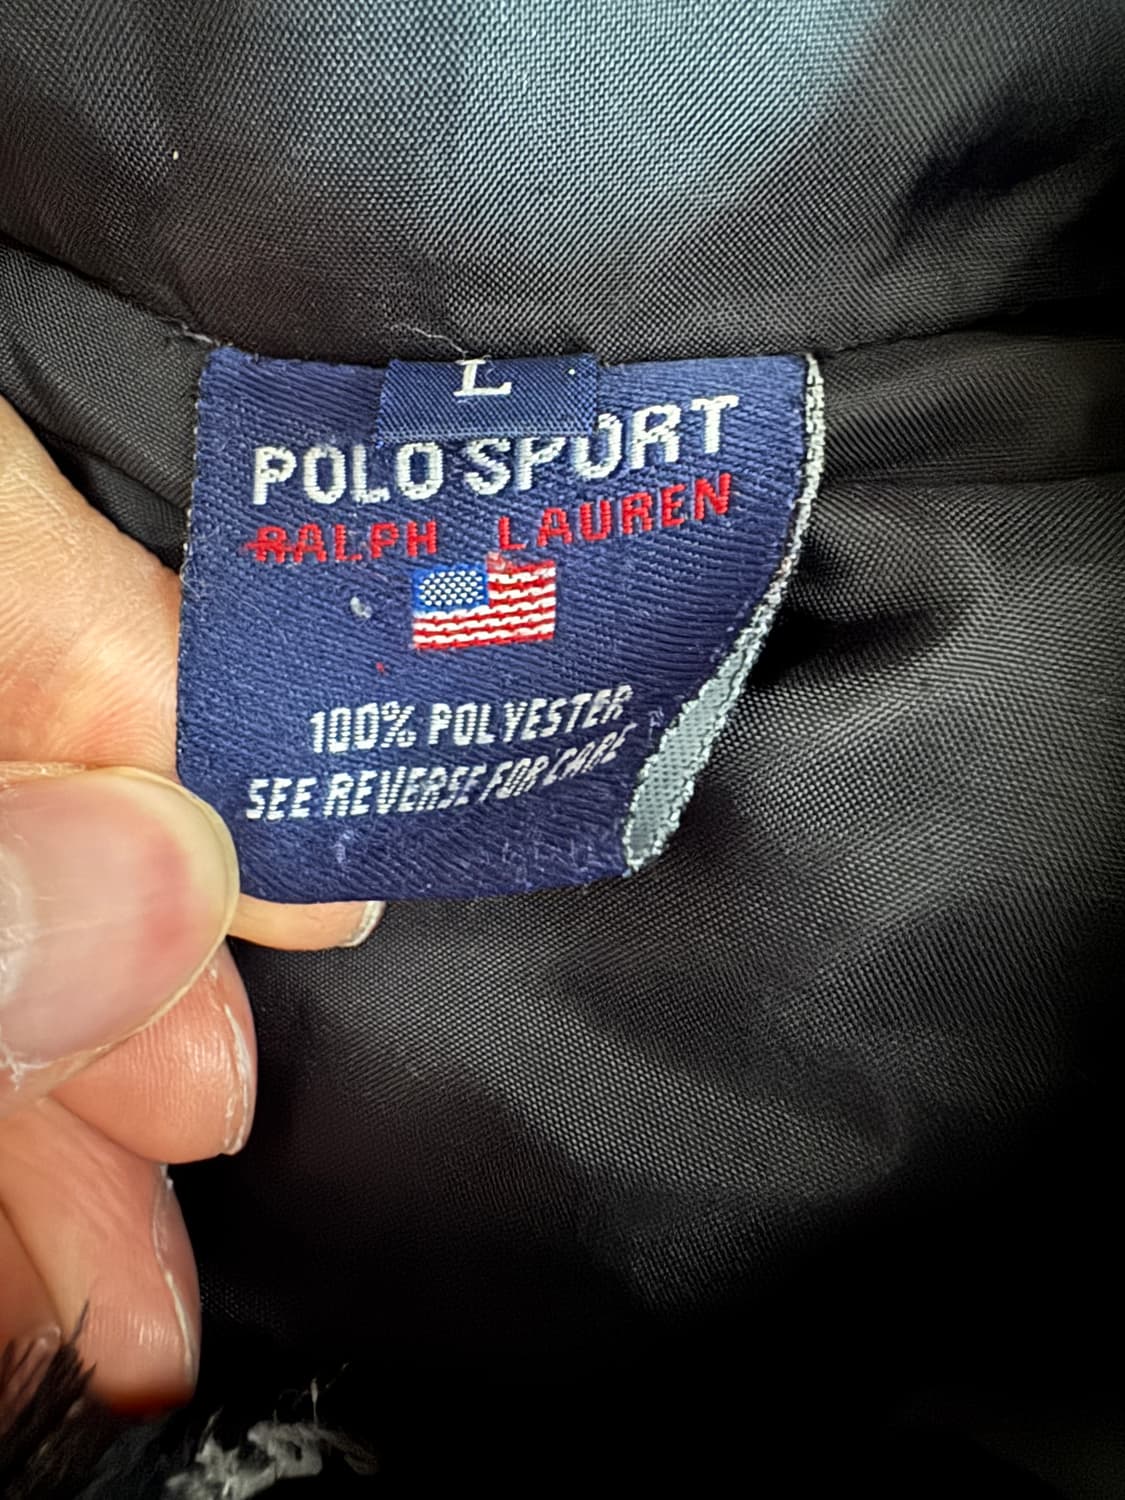 L
POLO SPORT
RALPH LAUREN
100% POLYESTER
SEE REVERSE FOR CARE